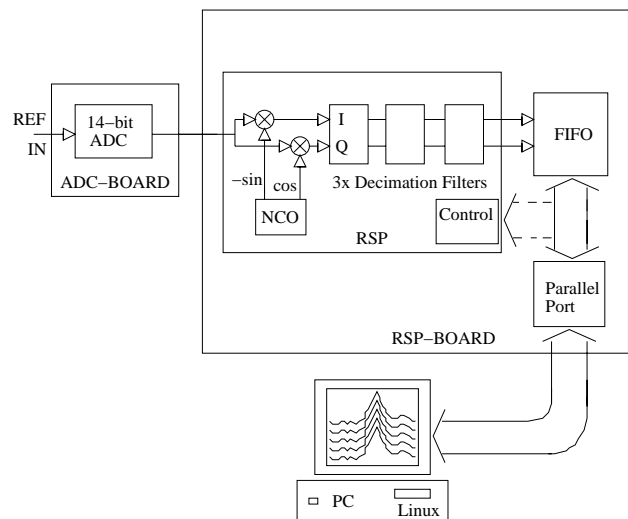 REF
IN
14−bit
ADC
ADC−BOARD
I
Q
−sin
cos
NCO
3x Decimation Filters
Control
RSP
FIFO
Parallel
Port
RSP−BOARD
PC
Linux